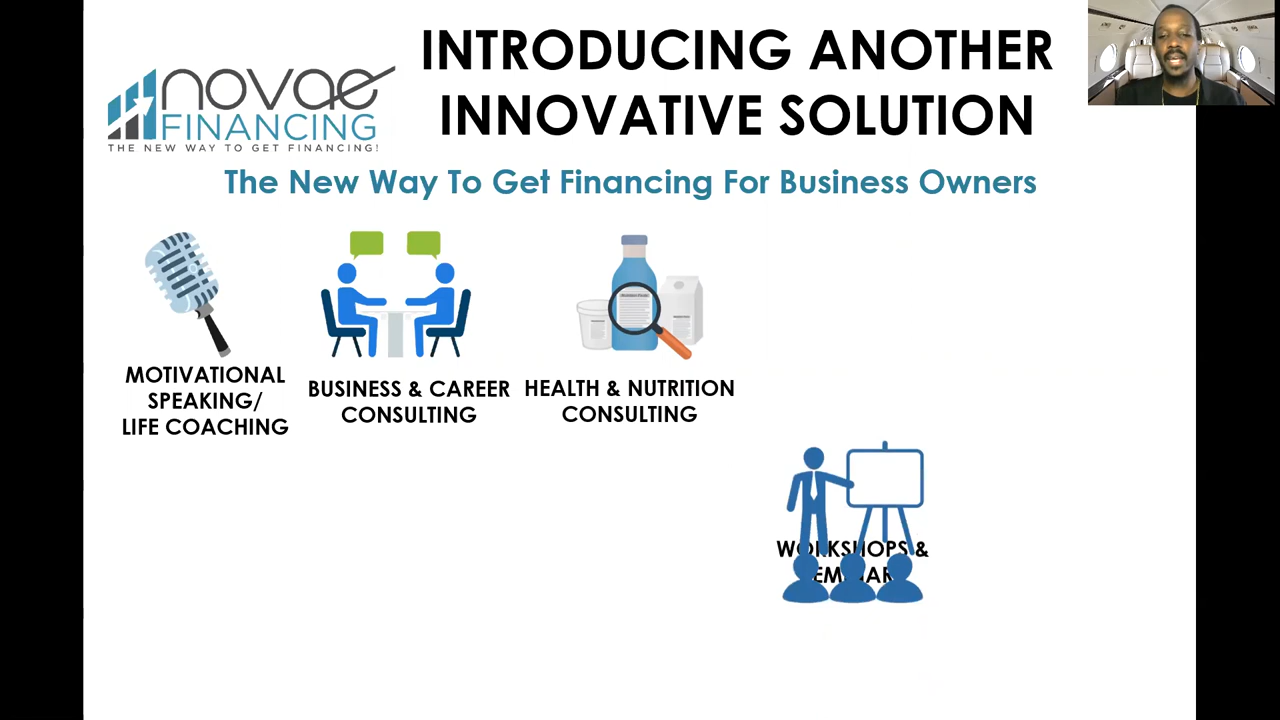 novae
FINANCING
THE NEW WAY TO GET FINANCING!
INTRODUCING ANOTHER
INNOVATIVE SOLUTION
The New Way To Get Financing For Business Owners
MOTIVATIONAL
SPEAKING/
LIFE COACHING
BUSINESS & CAREER
CONSULTING
HEALTH & NUTRITION
CONSULTING
WORKSHOPS &